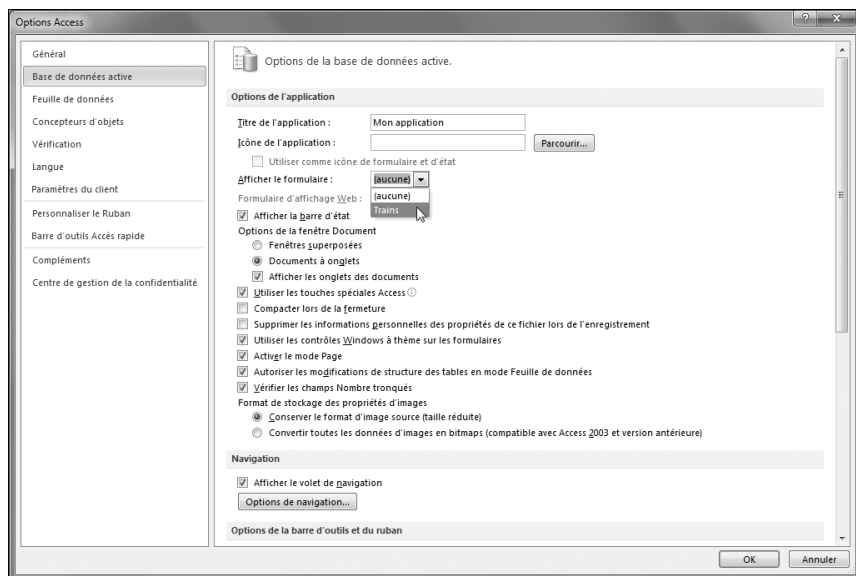 Options Access
Général
Base de données active
Feuille de données
Concepteurs d'objets
Vérification
Langue
Paramètres du client
Personnaliser le Ruban
Barre d'outils Accès rapide
Compléments
Centre de gestion de la confidentialité
Options de la base de données active.
Options de l'application
Titre de l'application : Mon application
Icône de l'application : Parcourir...
Utiliser comme icône de formulaire et d'état
Afficher le formulaire : (aucune)
Formulaire d'affichage Web : (aucune)
Trains
Afficher la barre d'état
Options de la fenêtre Document
Fenêtres superposées
Documents à onglets
Afficher les onglets des documents
Utiliser les touches spéciales Access
Compacter lors de la fermeture
Supprimer les informations personnelles des propriétés de ce fichier lors de l'enregistrement
Utiliser les contrôles Windows à thème sur les formulaires
Activer le mode Page
Autoriser les modifications de structure des tables en mode Feuille de données
Vérifier les champs Nombre tronqués
Format de stockage des propriétés d'images
Conserver le format d'image source (taille réduite)
Convertir toutes les données d'images en bitmaps (compatible avec Access 2003 et version antérieure)
Navigation
Afficher le volet de navigation
Options de navigation...
Options de la barre d'outils et du ruban
OK Annuler